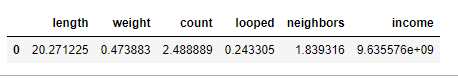 length weight count looped neighbors income
0 20.271225 0.473883 2.488889 0.243305 1.839316 9.635576e+09